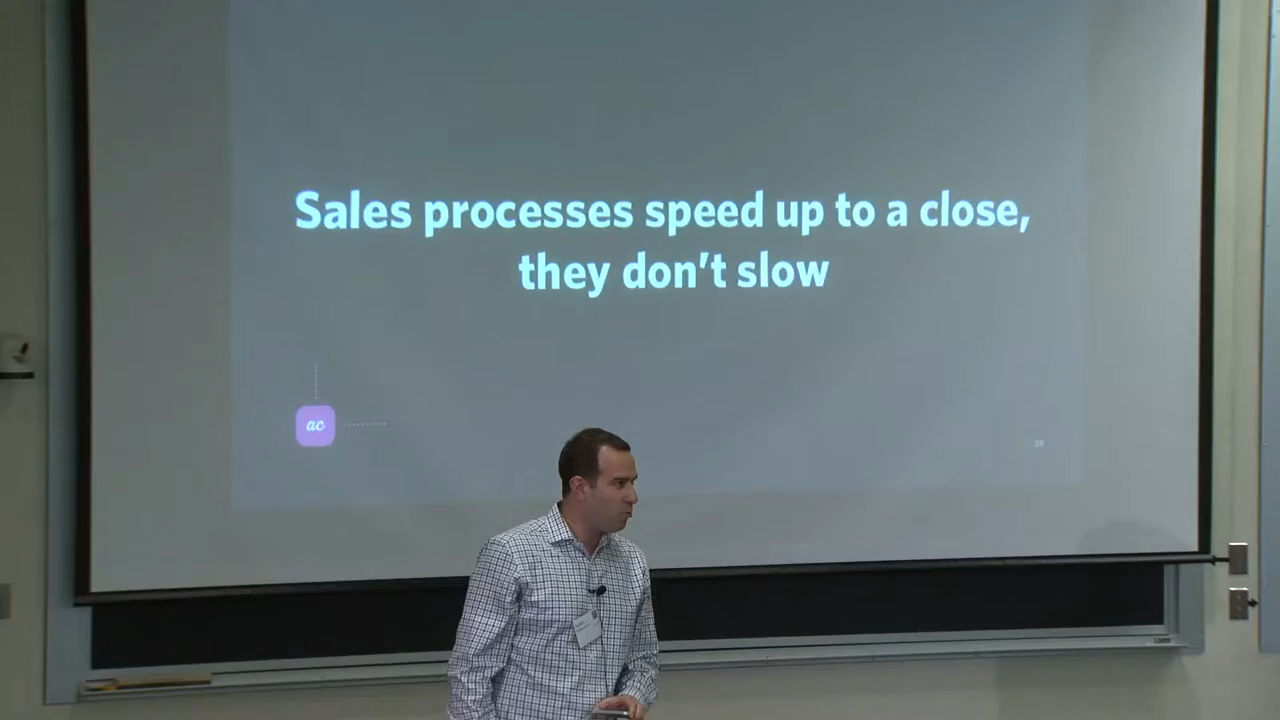 Sales processes speed up to a close,
they don't slow
ac